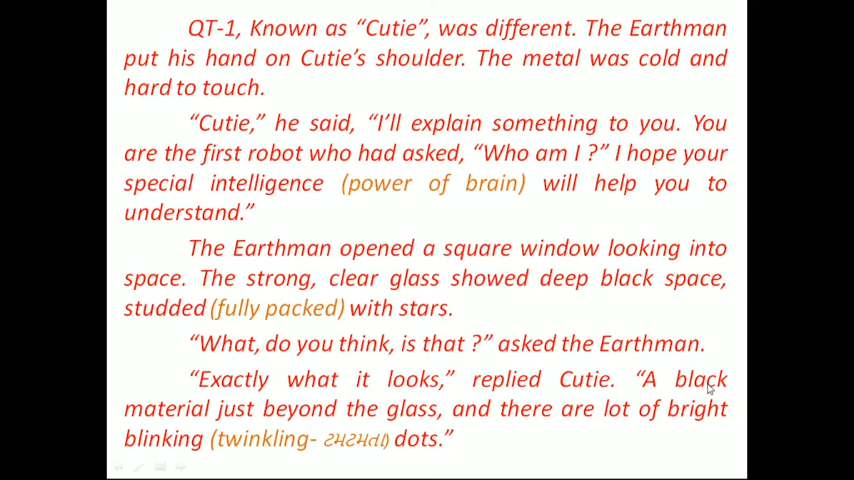 QT-1, Known as “Cutie”, was different. The Earthman
put his hand on Cutie’s shoulder. The metal was cold and
hard to touch.
“Cutie,” he said, “I’ll explain something to you. You
are the first robot who had asked, “Who am I ?” I hope your
special intelligence (power of brain) will help you to
understand.”
The Earthman opened a square window looking into
space. The strong, clear glass showed deep black space,
studded (fully packed) with stars.
“What, do you think, is that ?” asked the Earthman.
“Exactly what it looks,” replied Cutie. “A black
material just beyond the glass, and there are lot of bright
blinking (twinkling- ટમટમતાં) dots.”